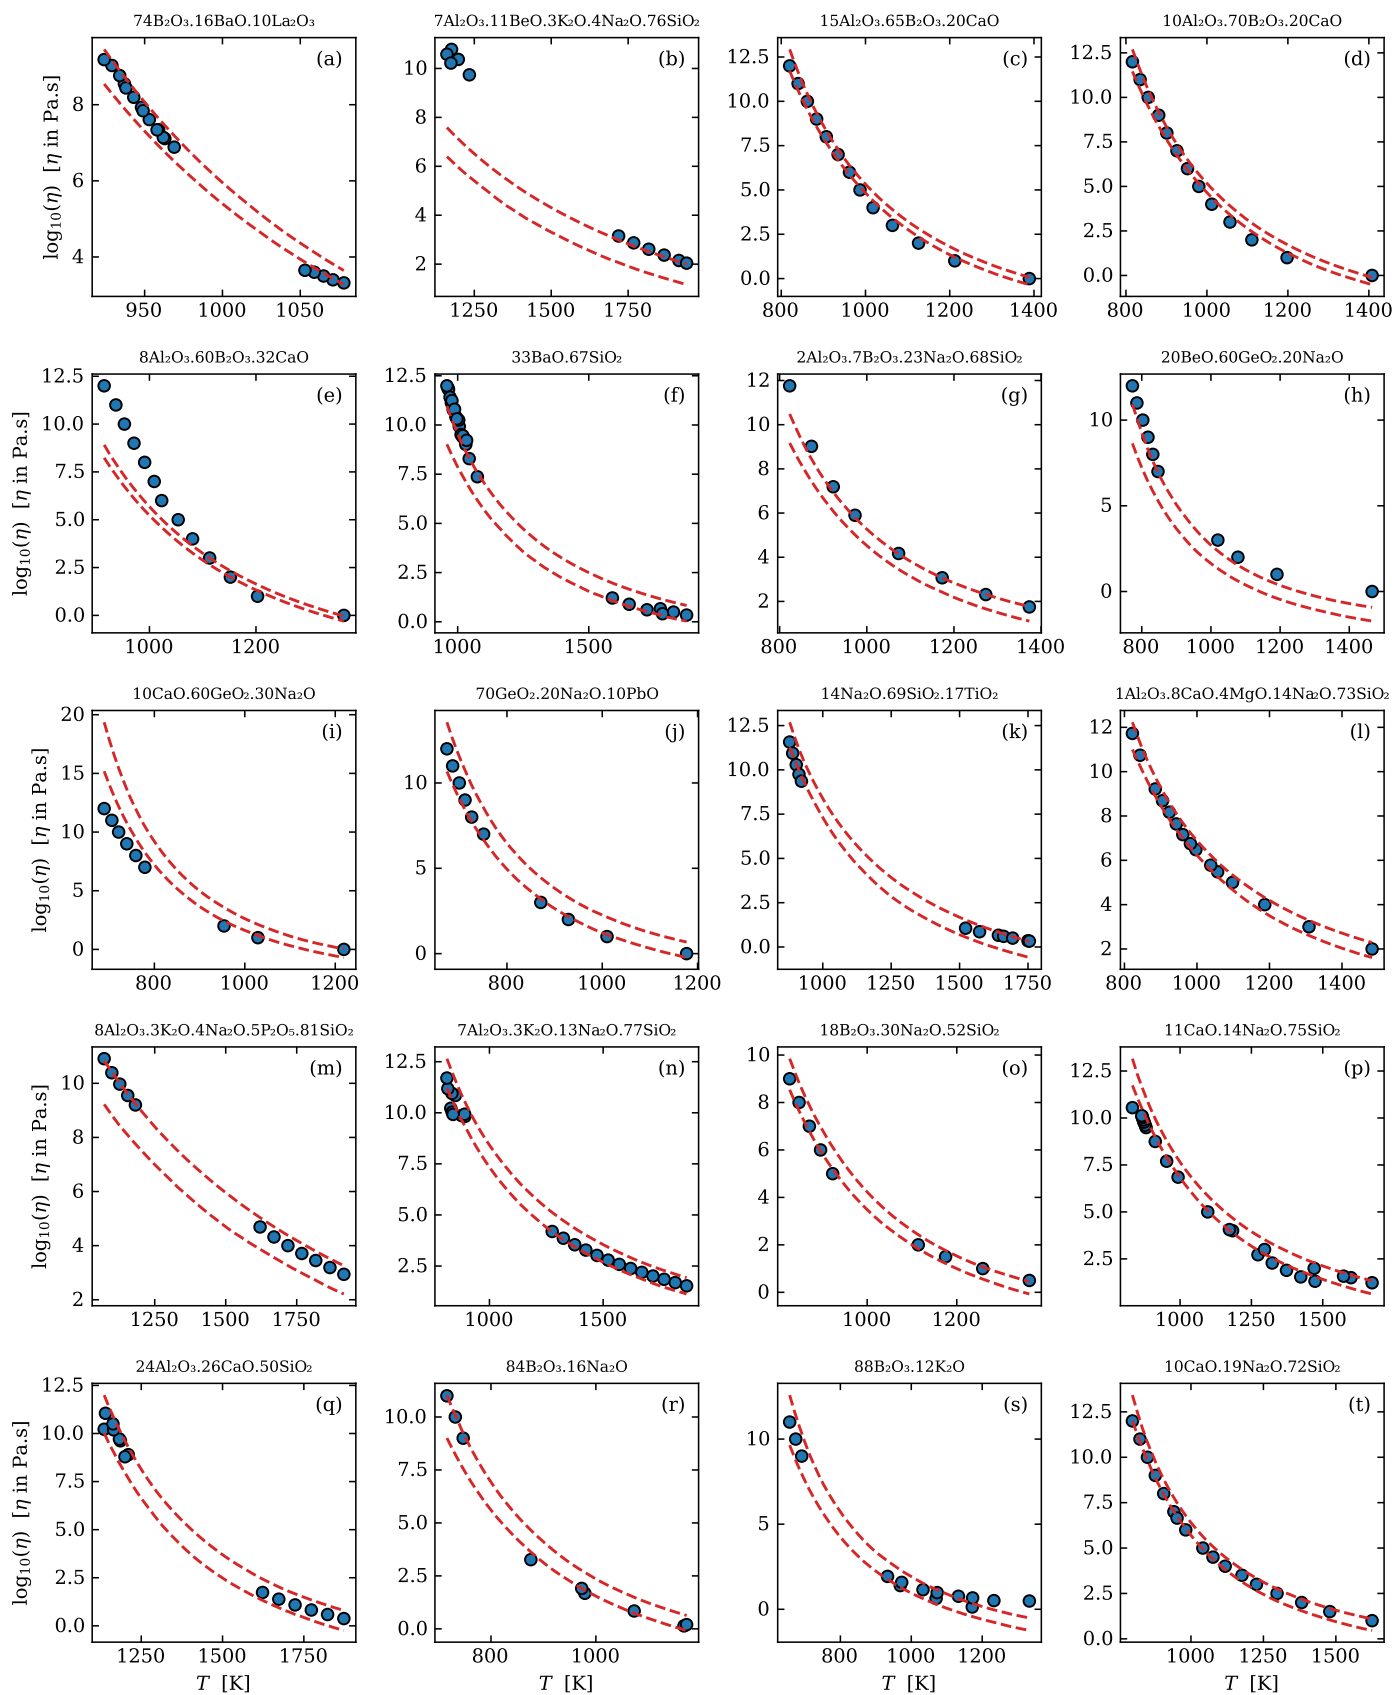 74B₂O₃.16BaO.10La₂O₃
(a)
log₁₀(η) [η in Pa.s]
8
6
4
950 1000 1050
7Al₂O₃.11BeO.3K₂O.4Na₂O.76SiO₂
(b)
10
8
6
4
2
1250 1500 1750
15Al₂O₃.65B₂O₃.20CaO
(c)
12.5
10.0
7.5
5.0
2.5
0.0
800 1000 1200 1400
10Al₂O₃.70B₂O₃.20CaO
(d)
12.5
10.0
7.5
5.0
2.5
0.0
800 1000 1200 1400
8Al₂O₃.60B₂O₃.32CaO
(e)
log₁₀(η) [η in Pa.s]
12.5
10.0
7.5
5.0
2.5
0.0
1000 1200
33BaO.67SiO₂
(f)
12.5
10.0
7.5
5.0
2.5
0.0
1000 1500
2Al₂O₃.7B₂O₃.23Na₂O.68SiO₂
(g)
12
10
8
6
4
2
800 1000 1200 1400
20BeO.60GeO₂.20Na₂O
(h)
10
5
0
800 1000 1200 1400
10CaO.60GeO₂.30Na₂O
(i)
log₁₀(η) [η in Pa.s]
20
15
10
5
0
800 1000 1200
70GeO₂.20Na₂O.10PbO
(j)
10
5
0
800 1000 1200
14Na₂O.69SiO₂.17TiO₂
(k)
12.5
10.0
7.5
5.0
2.5
0.0
1000 1250 1500 1750
1Al₂O₃.8CaO.4MgO.14Na₂O.73SiO₂
(l)
12
10
8
6
4
2
800 1000 1200 1400
8Al₂O₃.3K₂O.4Na₂O.5P₂O₅.81SiO₂
(m)
log₁₀(η) [η in Pa.s]
10
8
6
4
2
1250 1500 1750
7Al₂O₃.3K₂O.13Na₂O.77SiO₂
(n)
12.5
10.0
7.5
5.0
2.5
1000 1500
18B₂O₃.30Na₂O.52SiO₂
(o)
10
8
6
4
2
0
1000 1200
11CaO.14Na₂O.75SiO₂
(p)
12.5
10.0
7.5
5.0
2.5
1000 1250 1500
24Al₂O₃.26CaO.50SiO₂
(q)
log₁₀(η) [η in Pa.s]
12.5
10.0
7.5
5.0
2.5
0.0
1250 1500 1750
T [K]
84B₂O₃.16Na₂O
(r)
10.0
7.5
5.0
2.5
0.0
800 1000
T [K]
88B₂O₃.12K₂O
(s)
10
5
0
800 1000 1200
T [K]
10CaO.19Na₂O.72SiO₂
(t)
12.5
10.0
7.5
5.0
2.5
0.0
1000 1250 1500
T [K]